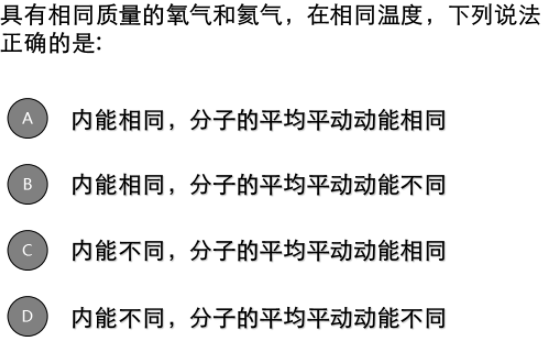 具有相同质量的氧气和氦气，在相同温度，下列说法
正确的是:
A 内能相同，分子的平均平动动能相同
B 内能相同，分子的平均平动动能不同
C 内能不同，分子的平均平动动能相同
D 内能不同，分子的平均平动动能不同